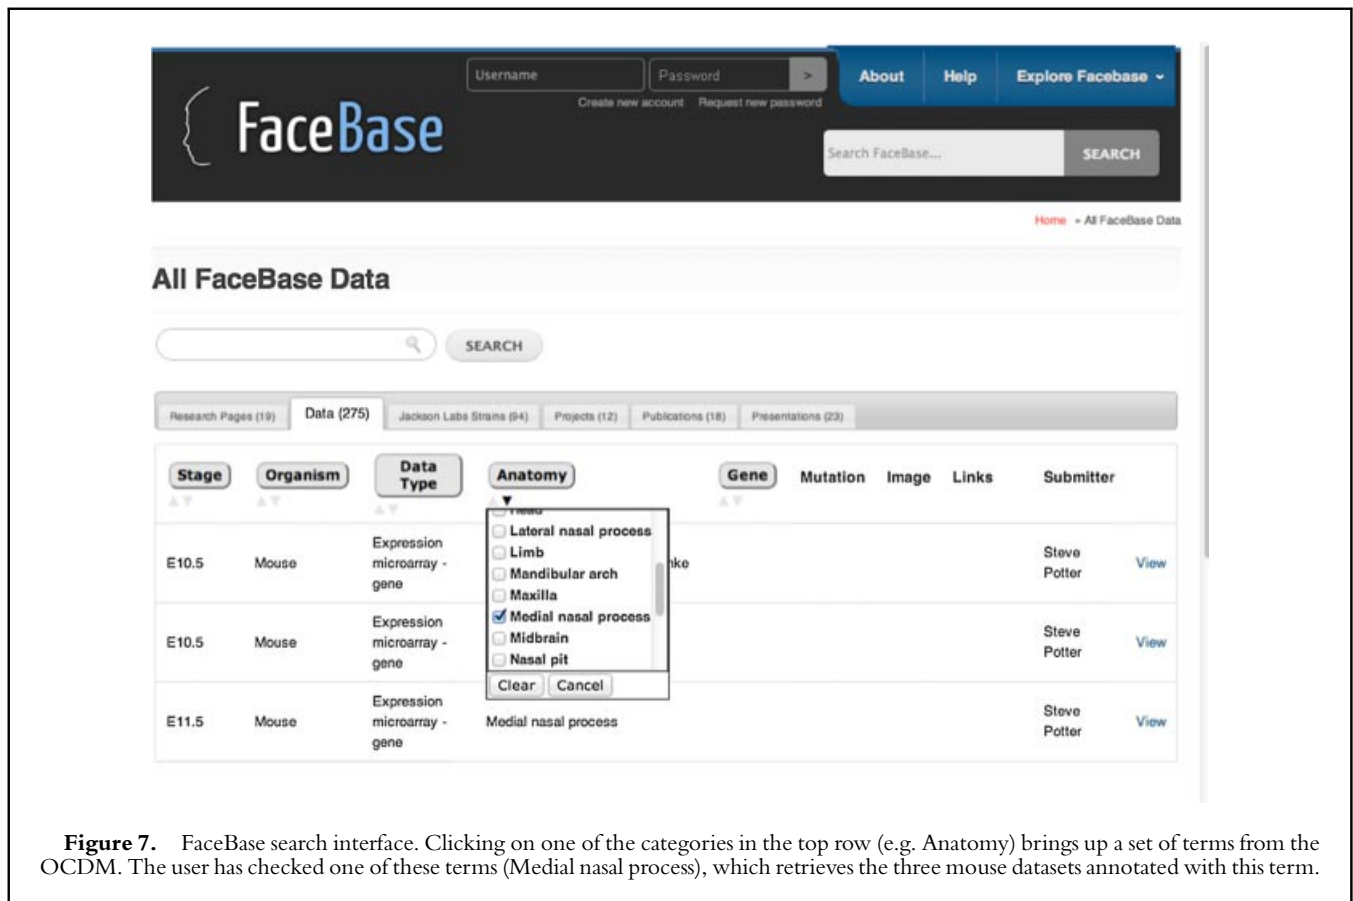 Username
Password
>
About
Help
Explore Facebase
Create new account
Request new password
FaceBase
Search FaceBase...
SEARCH
Home » All FaceBase Data
All FaceBase Data
SEARCH
Research Pages (19)
Data (275)
Jackson Labs Strains (94)
Projects (12)
Publications (18)
Presentations (23)
Stage
Organism
Data
Type
Anatomy
Gene
Mutation
Image
Links
Submitter
Head
Lateral nasal process
Limb
Mandibular arch
Maxilla
Medial nasal process
Midbrain
Nasal pit
Clear
Cancel
E10.5
Mouse
Expression
microarray -
gene
Steve
Potter
View
E10.5
Mouse
Expression
microarray -
gene
Steve
Potter
View
E11.5
Mouse
Expression
microarray -
gene
Medial nasal process
Steve
Potter
View
Figure 7. FaceBase search interface. Clicking on one of the categories in the top row (e.g. Anatomy) brings up a set of terms from the
OCDM. The user has checked one of these terms (Medial nasal process), which retrieves the three mouse datasets annotated with this term.